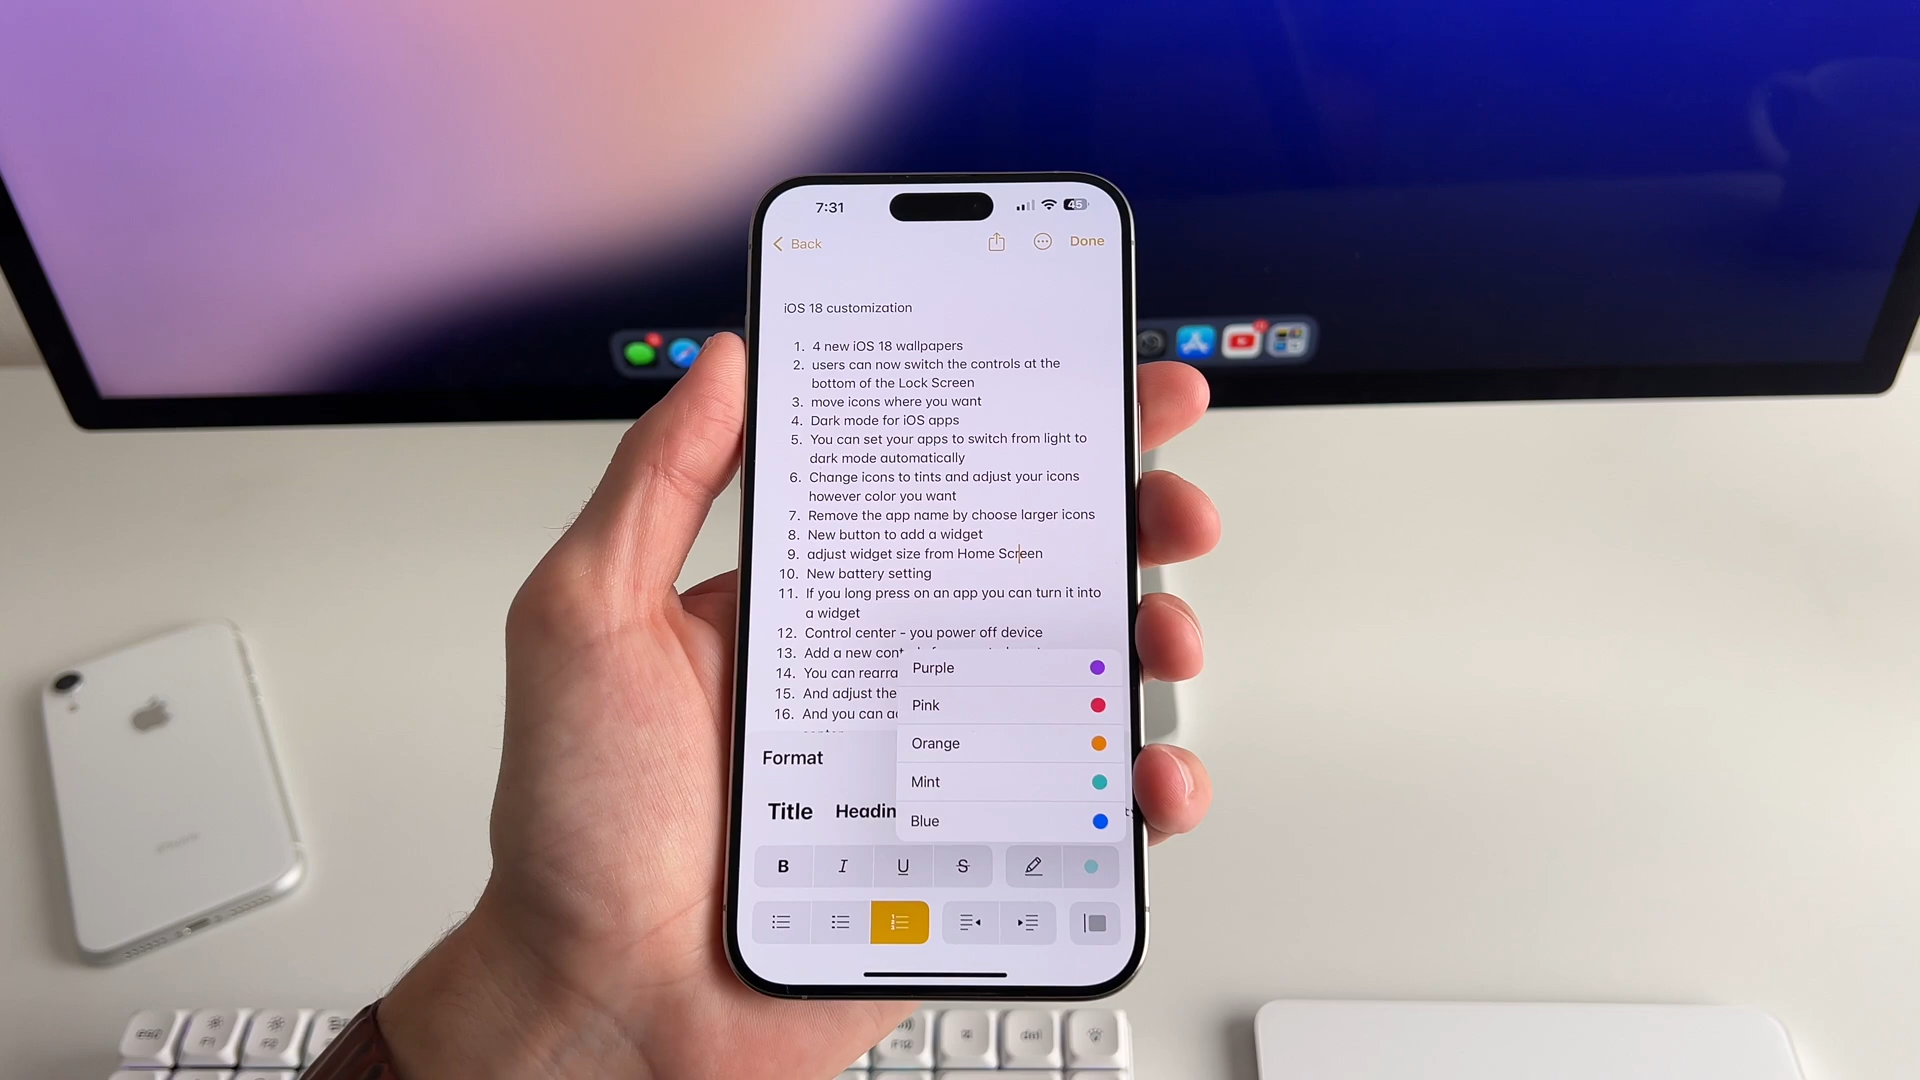 7:31
45
Back
Done
iOS 18 customization
1. 4 new iOS 18 wallpapers
2. users can now switch the controls at the
bottom of the Lock Screen
3. move icons where you want
4. Dark mode for iOS apps
5. You can set your apps to switch from light to
dark mode automatically
6. Change icons to tints and adjust your icons
however color you want
7. Remove the app name by choose larger icons
8. New button to add a widget
9. adjust widget size from Home Screen
10. New battery setting
11. If you long press on an app you can turn it into
a widget
12. Control center - you power off device
13. Add a new
14. You can
15. And adjust the
16. And you can
Purple
Pink
Orange
Mint
Blue
Format
Title
B I U S
iPhone
esc F1 F2 F12 del